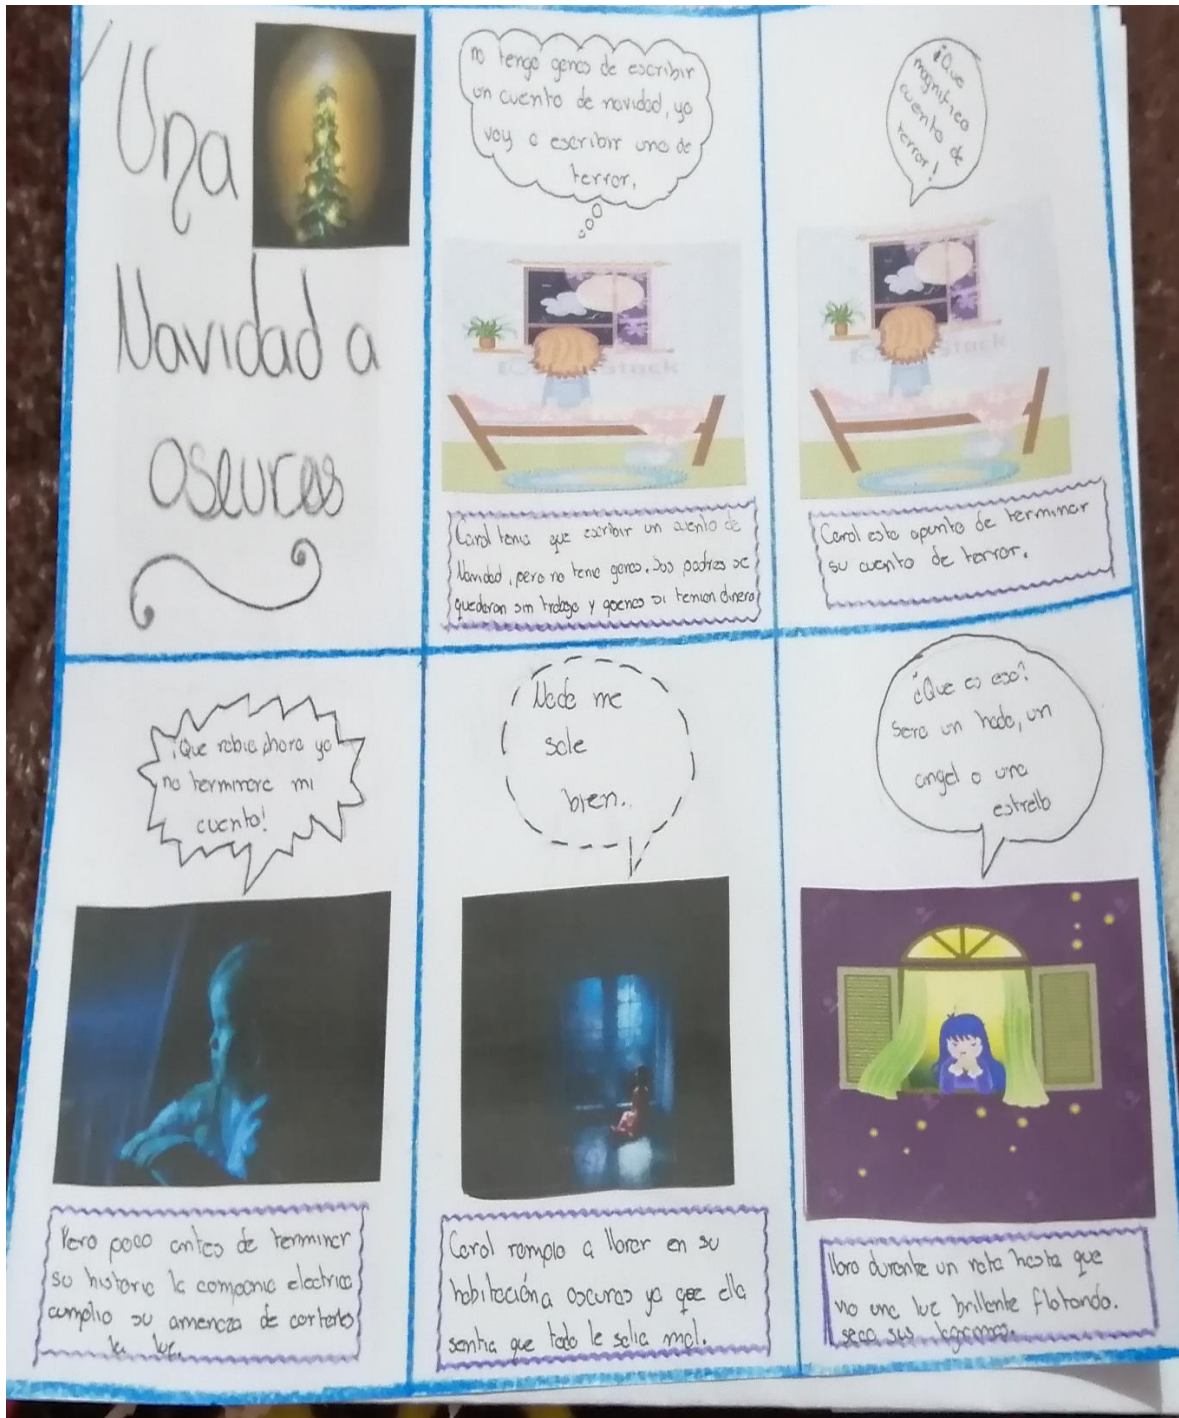 Una
Navidad a
oscuras
no tengo ganas de escribir
un cuento de navidad, yo
voy a escribir uno de
terror.
Carol tenia que escribir un cuento de
Navidad, pero no tenia ganas. Sus padres se
quedaran sin trabajo y apenas si tenian dinero
¡Que
magnifico
cuento de
terror!
Carol esta apunto de terminar
su cuento de terror.
¡Que rabia ahora ya
no terminare mi
cuento!
Pero poco antes de terminar
su historia la compania electrica
cumplio su amenaza de cortarles
la luz.
Nada me
sale
bien.
Carol rompio a llorar en su
habitación a oscuras ya que ella
sentia que todo le salia mal.
¿Que es eso?
sera un hada, un
angel o una
estrella
lloro durante un rato hasta que
vio una luz brillante flotando.
seco sus lagrimas.